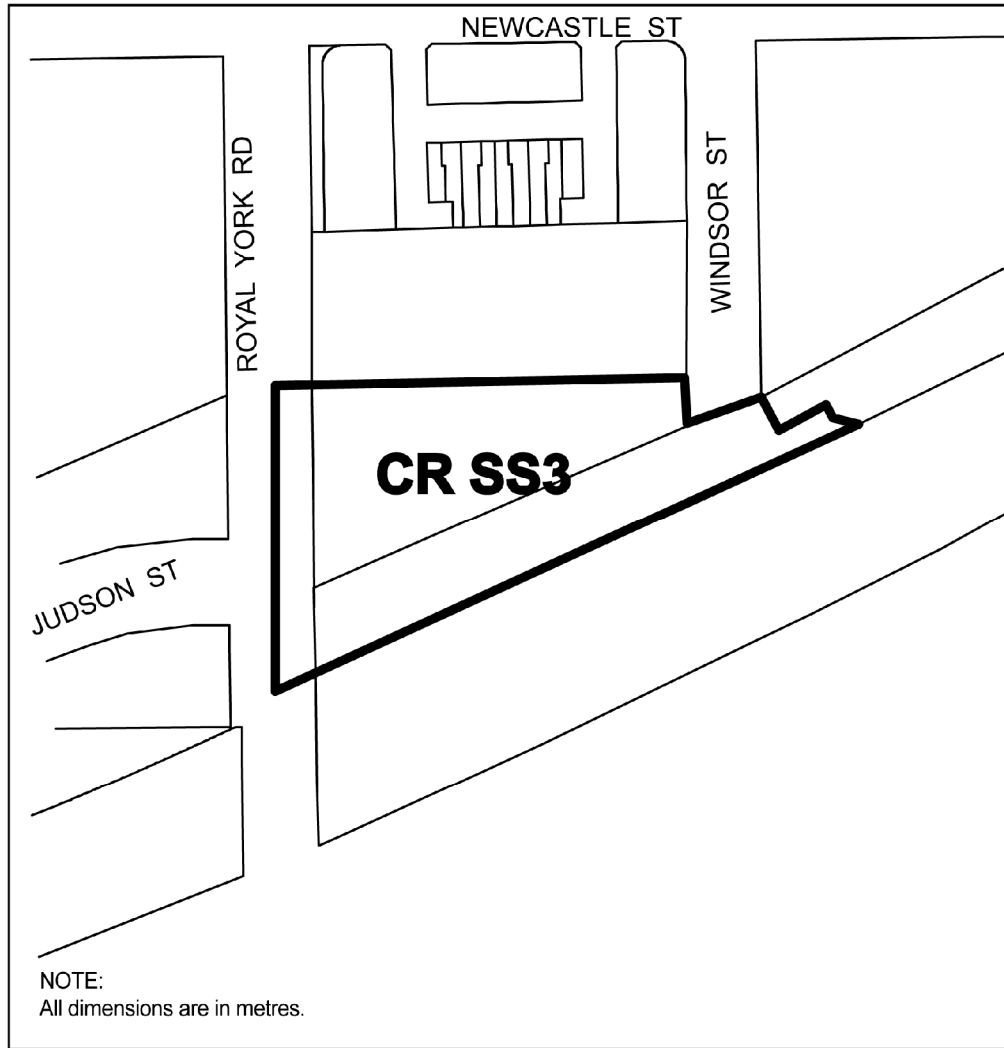 NEWCASTLE ST
ROYAL YORK RD
WINDSOR ST
CR SS3
JUDSON ST
NOTE:
All dimensions are in metres.